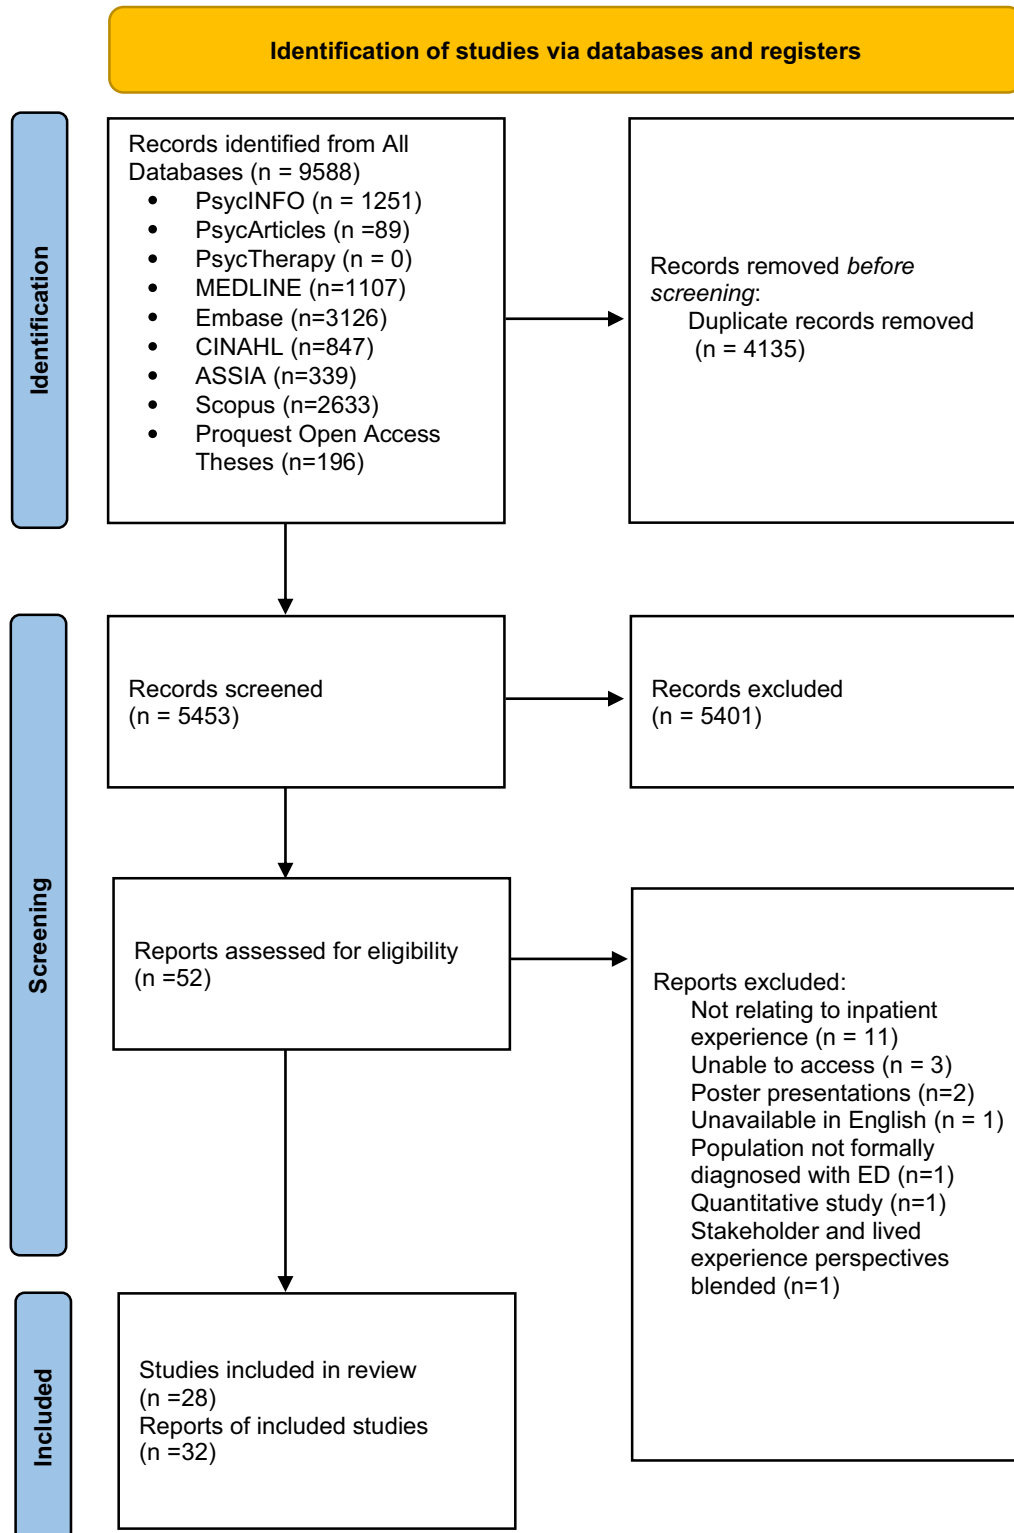 Identification of studies via databases and registers
Identification
Records identified from All
Databases (n = 9588)
• PsycINFO (n = 1251)
• PsycArticles (n =89)
• PsycTherapy (n = 0)
• MEDLINE (n=1107)
• Embase (n=3126)
• CINAHL (n=847)
• ASSIA (n=339)
• Scopus (n=2633)
• Proquest Open Access
Theses (n=196)
Records removed before
screening:
Duplicate records removed
(n = 4135)
Screening
Records screened
(n = 5453)
Records excluded
(n = 5401)
Reports assessed for eligibility
(n =52)
Reports excluded:
Not relating to inpatient
experience (n = 11)
Unable to access (n = 3)
Poster presentations (n=2)
Unavailable in English (n = 1)
Population not formally
diagnosed with ED (n=1)
Quantitative study (n=1)
Stakeholder and lived
experience perspectives
blended (n=1)
Included
Studies included in review
(n =28)
Reports of included studies
(n =32)